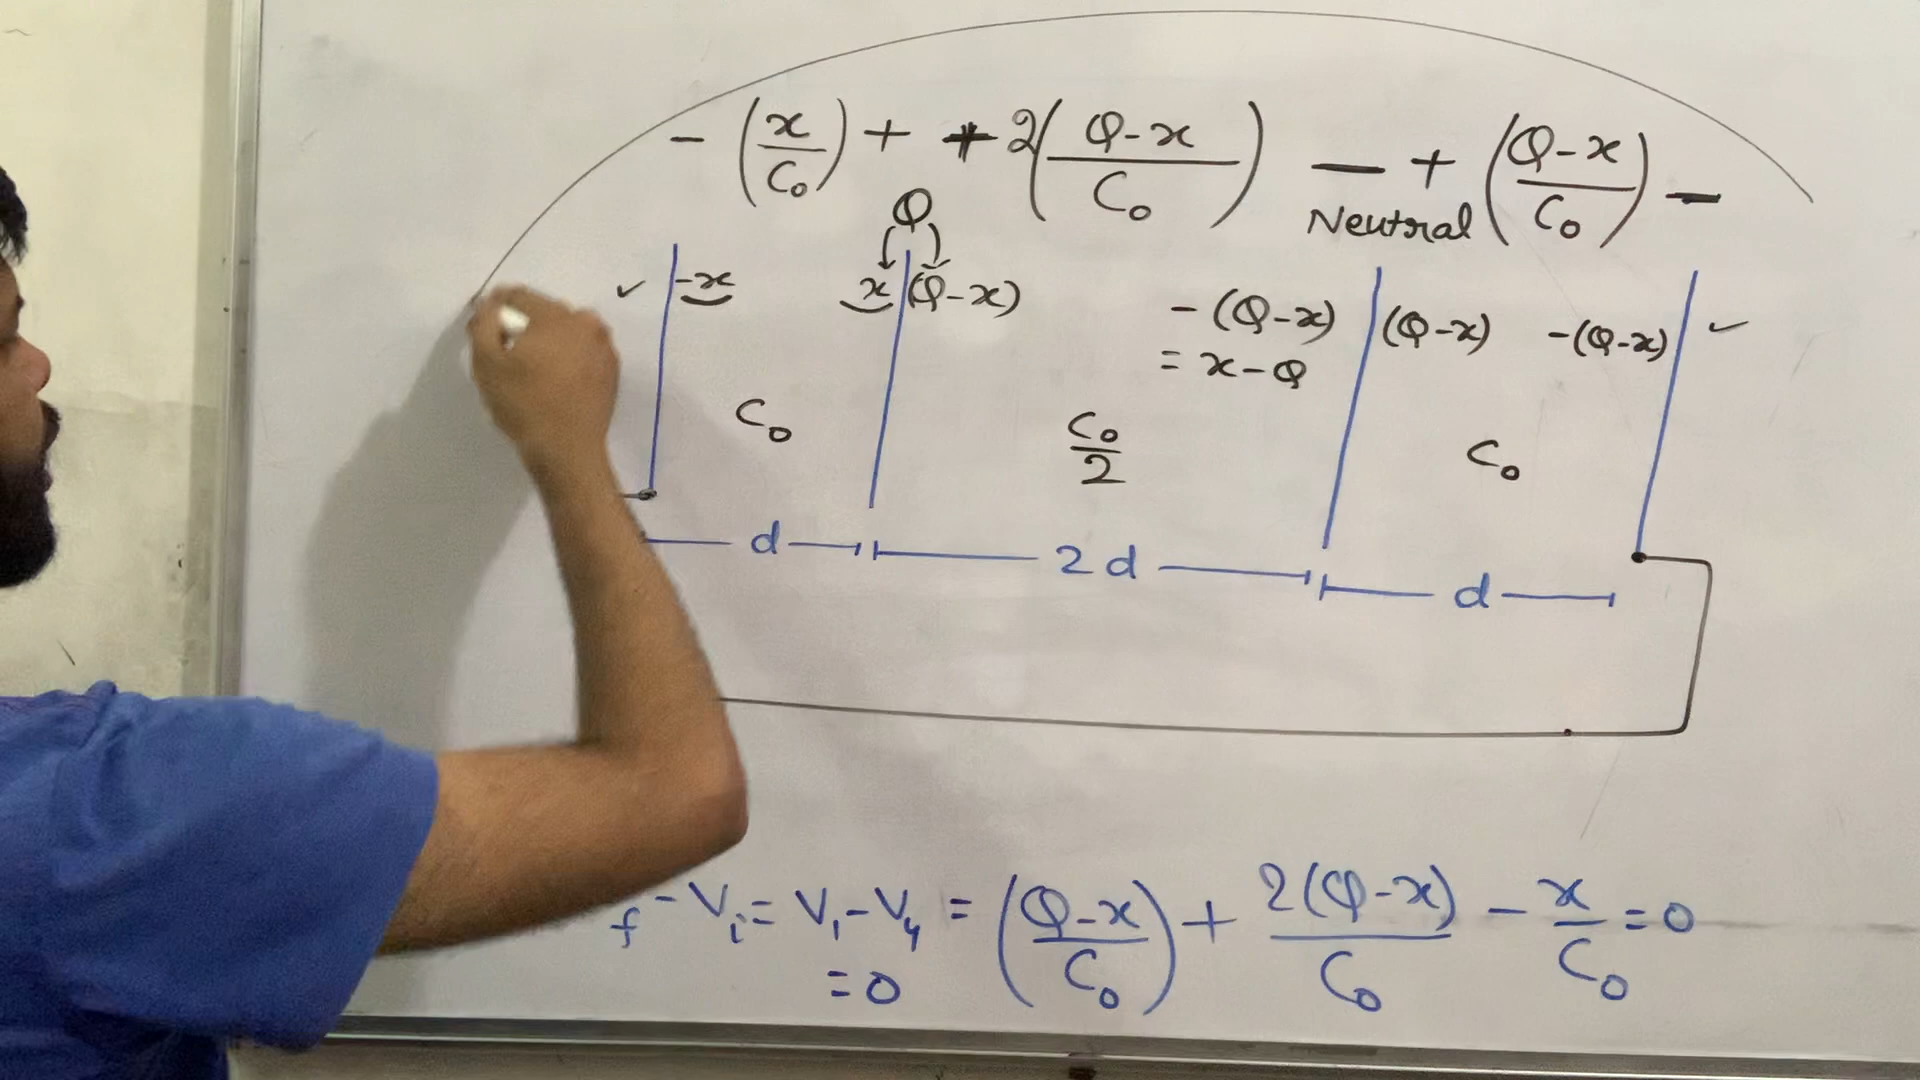 - (x/C₀) + + 2((Q-x)/C₀) - + ((Q-x)/C₀) -
Q
Neutral
✓ -x x (Q-x) -(Q-x) (Q-x) -(Q-x) ✓
= x-Q
C₀ C₀/2 C₀
d 2d d
f - Vᵢ = V₁ - V₄ = ((Q-x)/C₀) + 2(Q-x)/C₀ - x/C₀ = 0
= 0